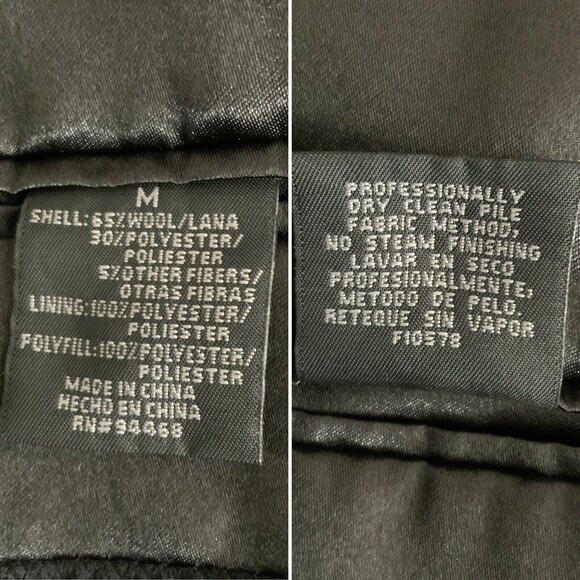 M
SHELL: 65%WOOL/LANA
30%POLYESTER/
POLIESTER
5%OTHER FIBERS/
OTRAS FIBRAS
LINING:100%POLYESTER/
POLIESTER
POLYFILL:100%POLYESTER/
POLIESTER
MADE IN CHINA
HECHO EN CHINA
RN#94468
PROFESSIONALLY
DRY CLEAN PILE
FABRIC METHOD,
NO STEAM FINISHING
LAVAR EN SECO
PROFESIONALMENTE,
METODO DE PELO.
RETEQUE SIN VAPOR
F10578